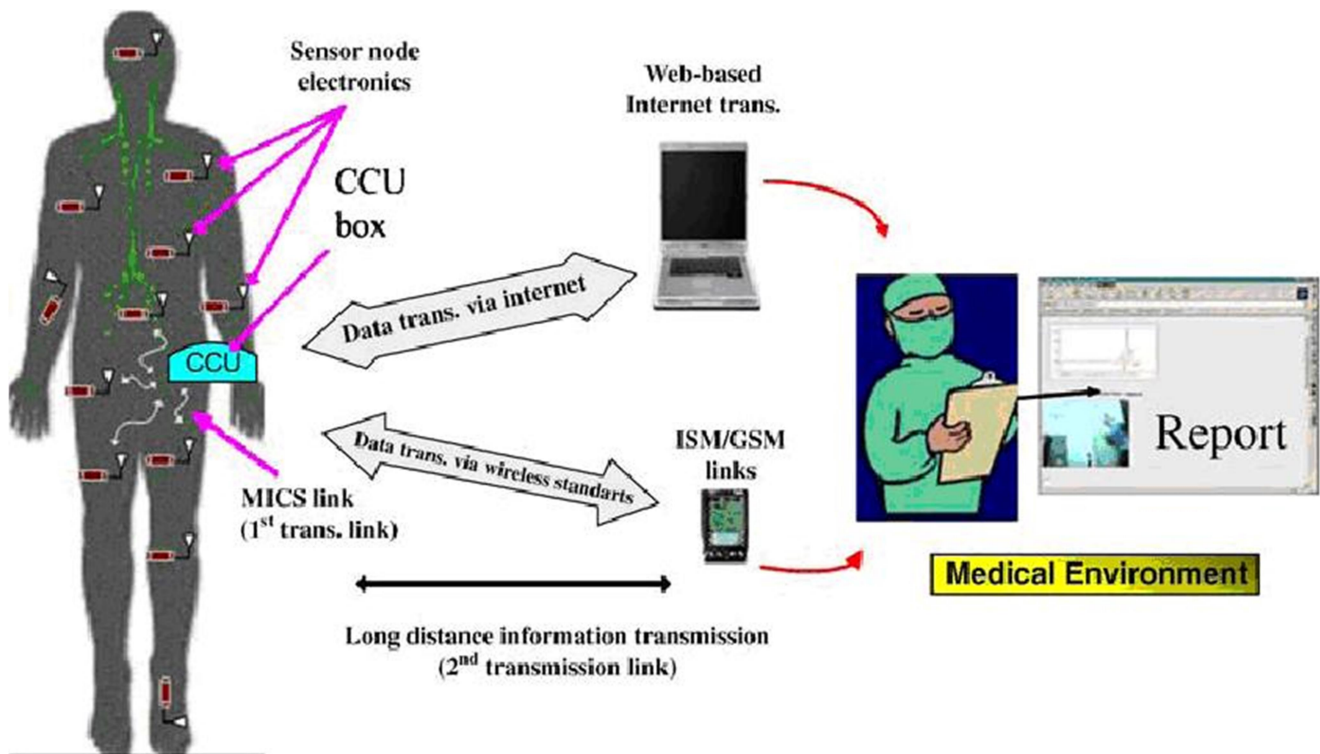 Sensor node
electronics
Web-based
Internet trans.
CCU
box
Data trans. via internet
CCU
Data trans. via wireless standarts
ISM/GSM
links
Report
MICS link
(1st trans. link)
Medical Environment
Long distance information transmission
(2nd transmission link)